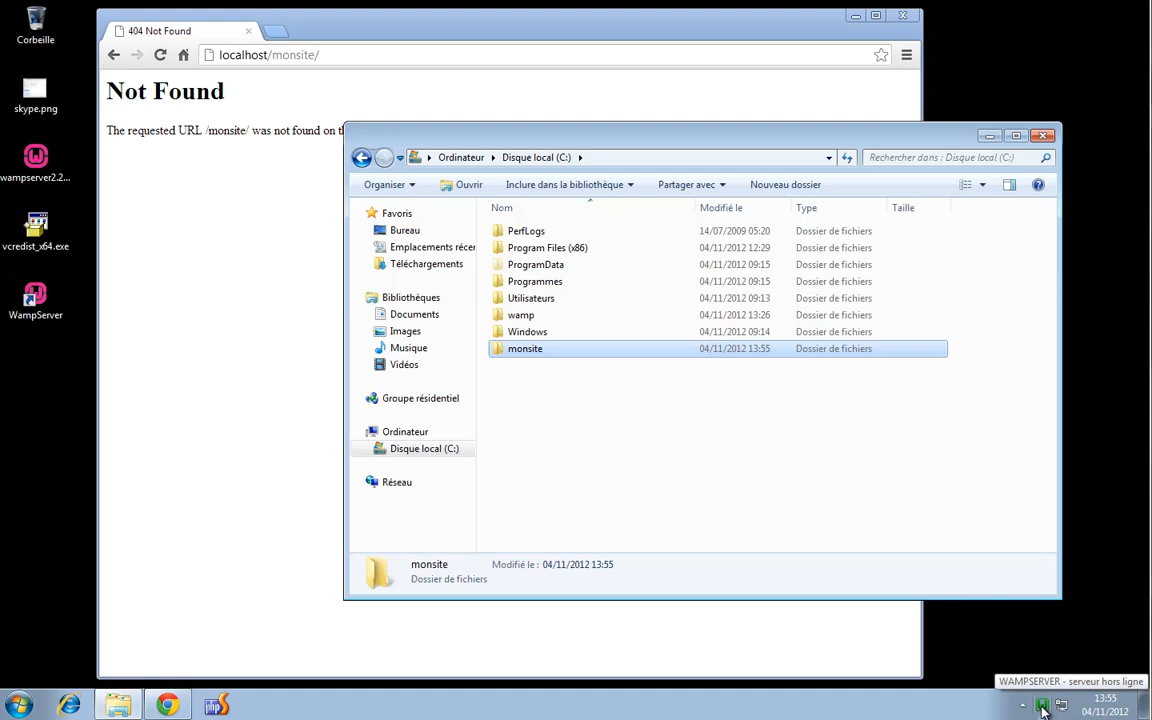 Corbeille
skype.png
wampserver2.2...
vcredist_x64.exe
WampServer
404 Not Found
localhost/monsite/
Not Found
The requested URL /monsite/ was not found on th
Ordinateur
Disque local (C:)
Rechercher dans : Disque local (C:)
Organiser
Ouvrir
Inclure dans la bibliothèque
Partager avec
Nouveau dossier
Nom Modifié le Type Taille
PerfLogs 14/07/2009 05:20 Dossier de fichiers
Program Files (x86) 04/11/2012 12:29 Dossier de fichiers
ProgramData 04/11/2012 09:15 Dossier de fichiers
Programmes 04/11/2012 09:15 Dossier de fichiers
Utilisateurs 04/11/2012 09:13 Dossier de fichiers
wamp 04/11/2012 13:26 Dossier de fichiers
Windows 04/11/2012 09:14 Dossier de fichiers
monsite 04/11/2012 13:55 Dossier de fichiers
Favoris
Bureau
Emplacements récer
Téléchargements
Bibliothèques
Documents
Images
Musique
Vidéos
Groupe résidentiel
Ordinateur
Disque local (C:)
Réseau
monsite Modifié le : 04/11/2012 13:55
Dossier de fichiers
WAMPSERVER - serveur hors ligne
php
13:55
04/11/2012